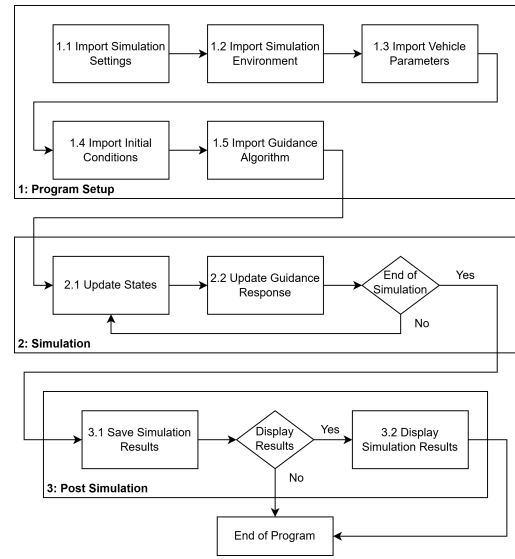 1.1 Import Simulation
Settings
1.2 Import Simulation
Environment
1.3 Import Vehicle
Parameters
1.4 Import Initial
Conditions
1.5 Import Guidance
Algorithm
1: Program Setup
2.1 Update States
2.2 Update Guidance
Response
End of
Simulation
Yes
No
2: Simulation
3.1 Save Simulation
Results
Display
Results
Yes
3.2 Display
Simulation Results
No
3: Post Simulation
End of Program